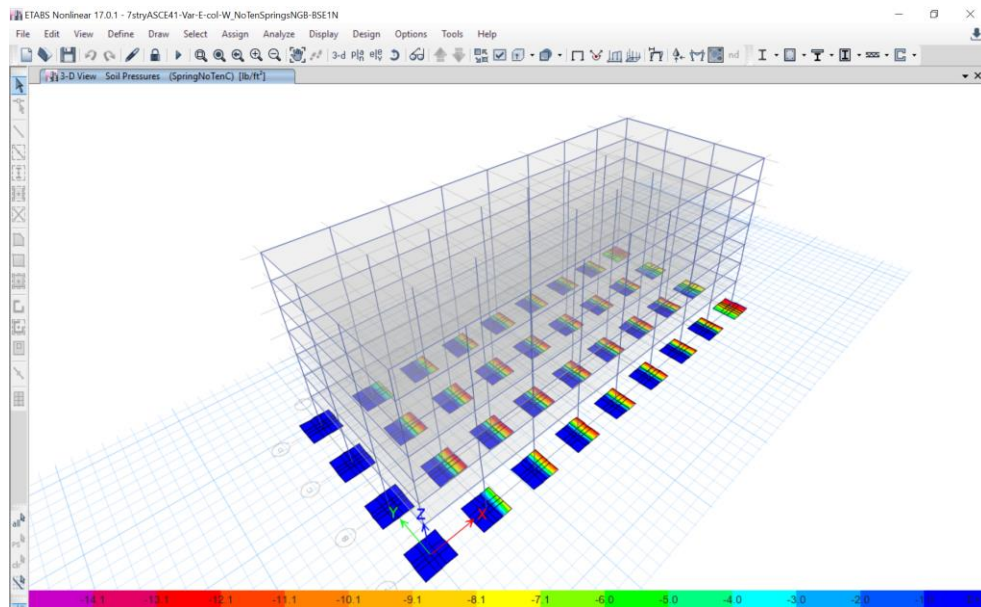 ETABS Nonlinear 17.0.1 - 7stryASCE41-Var-E-col-W_NoTenSpringsNGB-BSE1N
File Edit View Define Draw Select Assign Analyze Display Design Options Tools Help
3-d nd
3-D View Soil Pressures (SpringNoTenC) [lb/ft²]
Y Z X
all
-14.1 -13.1 -12.1 -11.1 -10.1 -9.1 -8.1 -7.1 -6.0 -5.0 -4.0 -3.0 -2.0